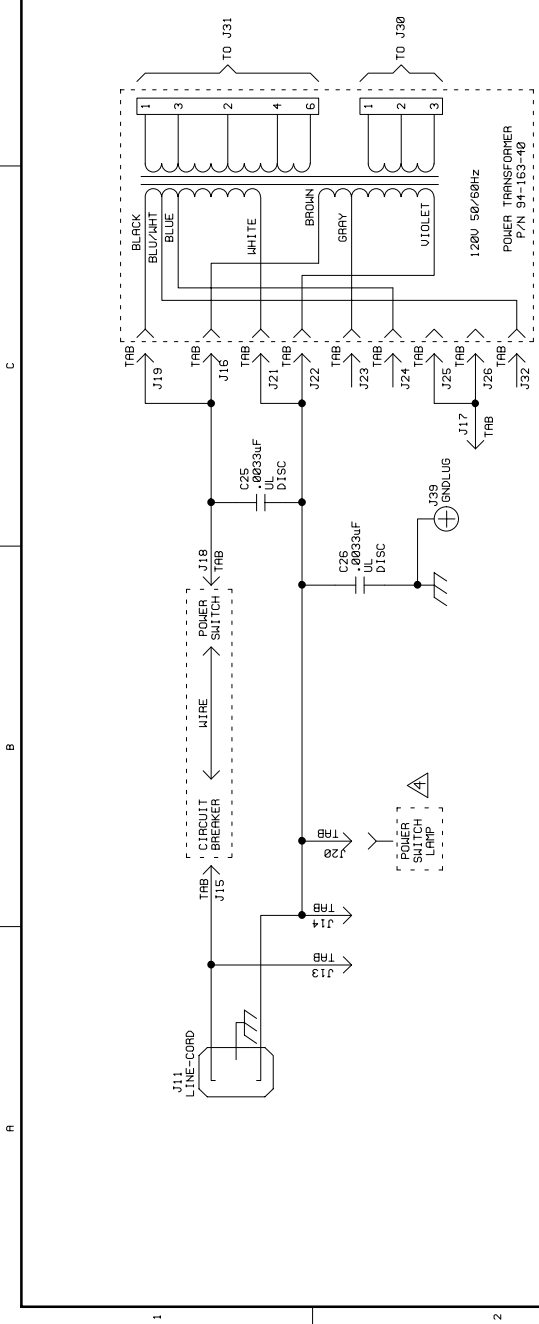 A
B
C
1
2
J11
LINE-CORD
J13
TAB
J14
TAB
TAB
J15
CIRCUIT
BREAKER
WIRE
POWER
SWITCH
J18
TAB
J20
TAB
POWER
SWITCH
LAMP
4
C25
.0033uF
UL
DISC
C26
.0033uF
UL
DISC
J39
GNDLUG
J17
TAB
TAB
J19
TAB
J16
TAB
J21
TAB
J22
TAB
J23
TAB
J24
TAB
J25
TAB
J26
TAB
J32
BLACK
BLU/WHT
BLUE
WHITE
BROWN
GRAY
VIOLET
120V 50/60Hz
POWER TRANSFORMER
P/N 94-163-40
1
3
2
4
6
TO J31
1
2
3
TO J30